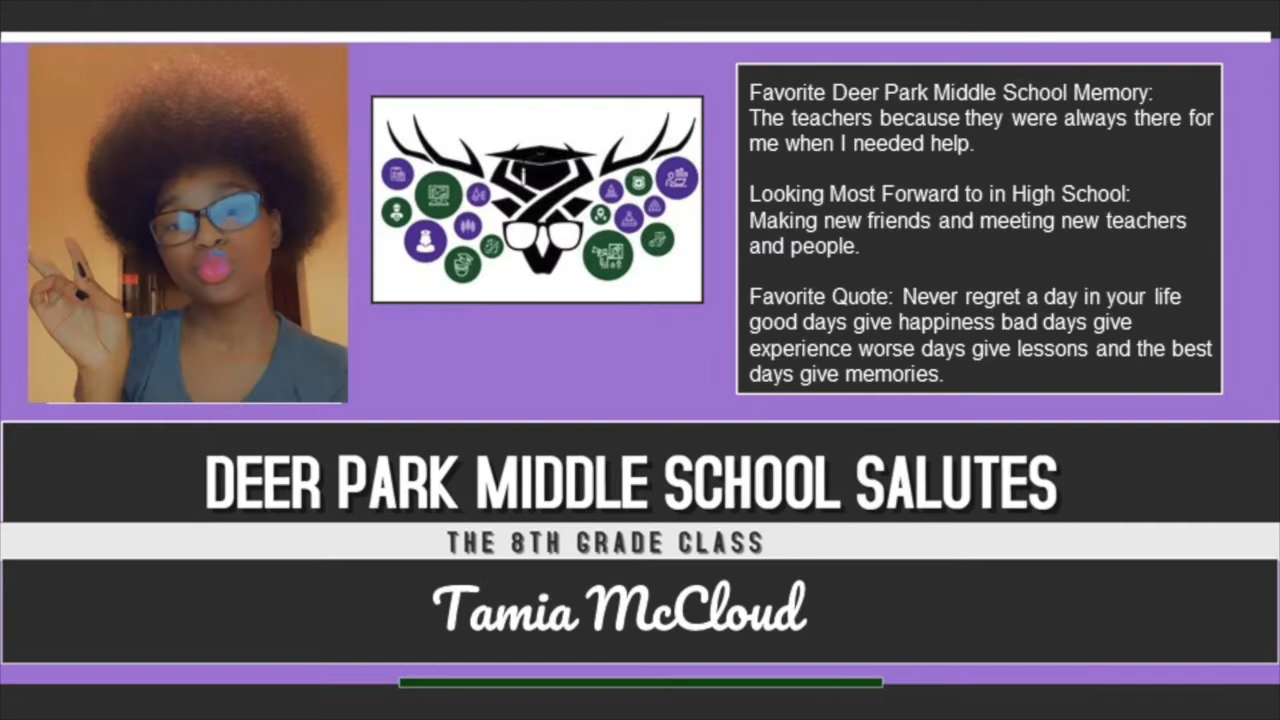 Favorite Deer Park Middle School Memory:
The teachers because they were always there for
me when I needed help.
Looking Most Forward to in High School:
Making new friends and meeting new teachers
and people.
Favorite Quote: Never regret a day in your life
good days give happiness bad days give
experience worse days give lessons and the best
days give memories.
DEER PARK MIDDLE SCHOOL SALUTES
THE 8TH GRADE CLASS
Tamia McCloud